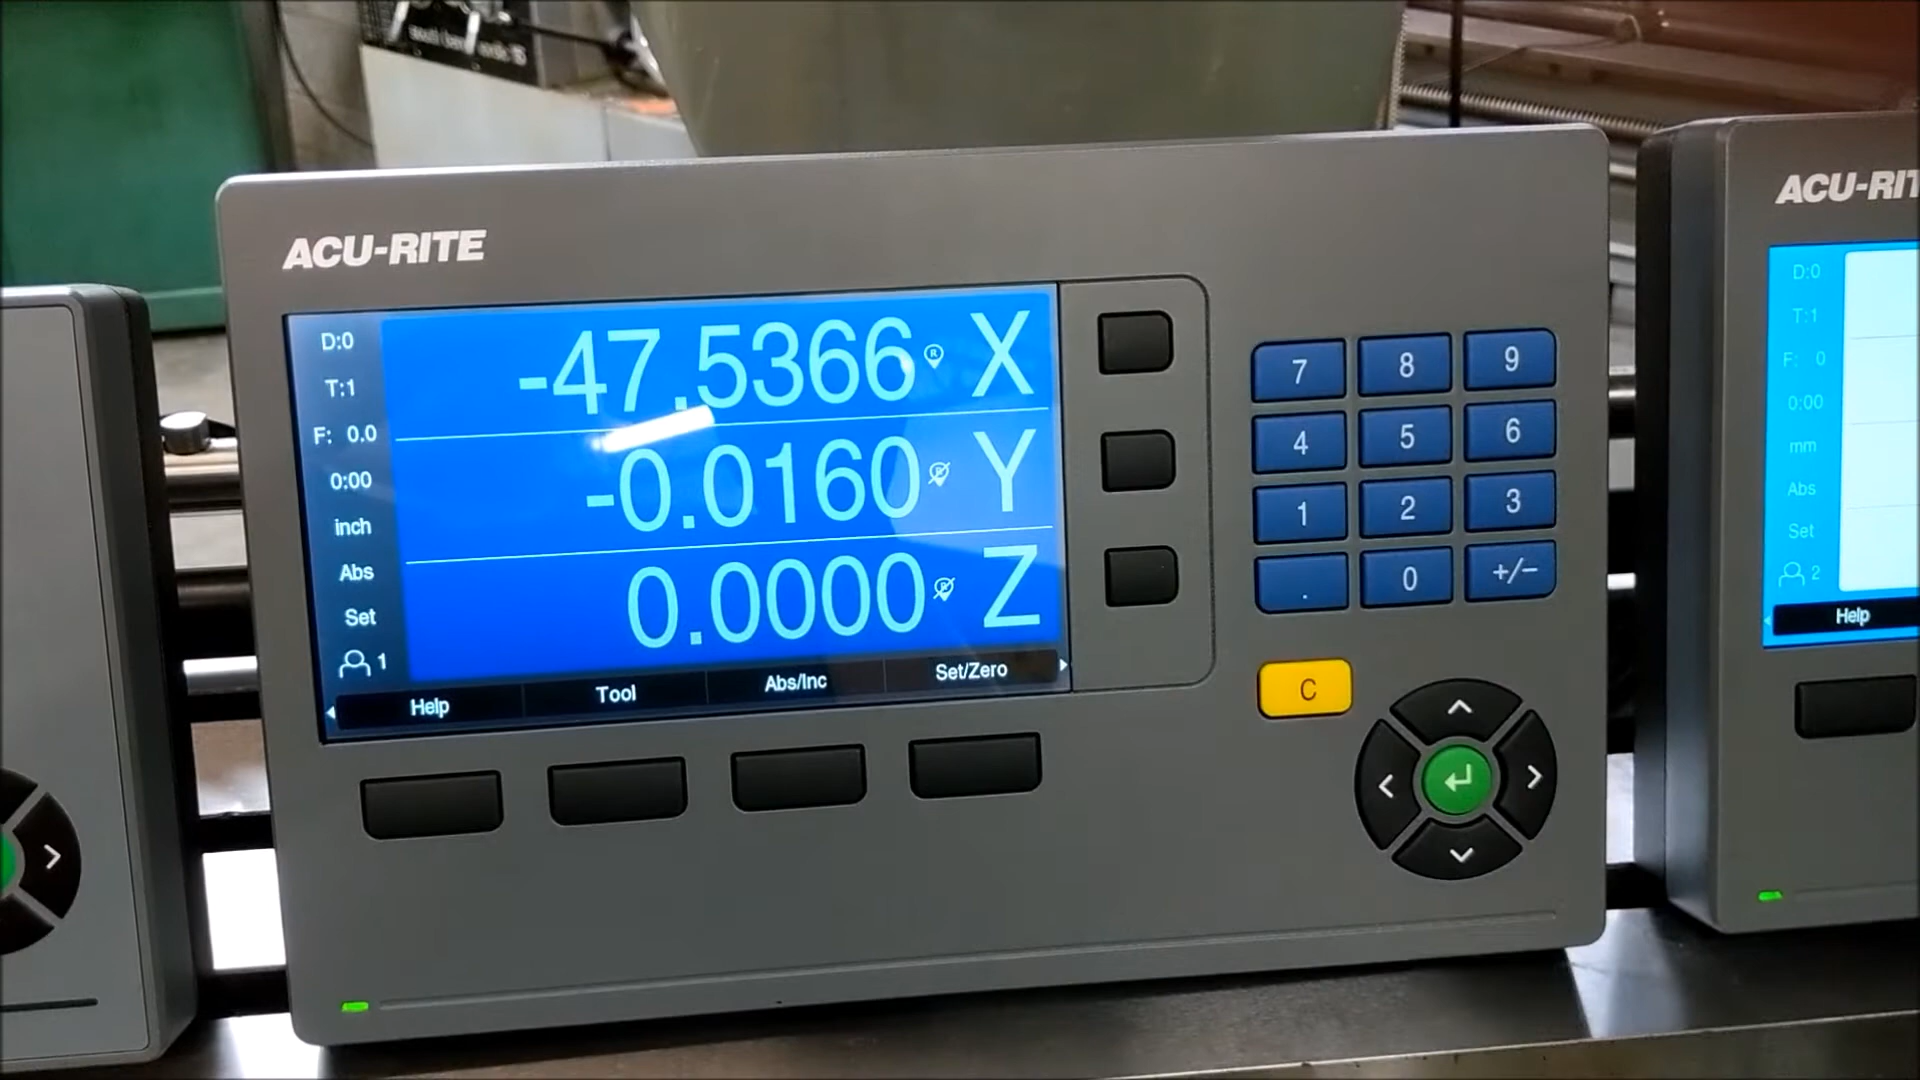 ACU-RITE
D:0
T:1
F: 0.0
0:00
inch
Abs
Set
1
-47.5366 R X
-0.0160 R Y
0.0000 R Z
Help Tool Abs/Inc Set/Zero
7 8 9
4 5 6
1 2 3
. 0 +/-
C
ACU-RIT
D:0
T:1
F: 0
0:00
mm
Abs
Set
2
Help